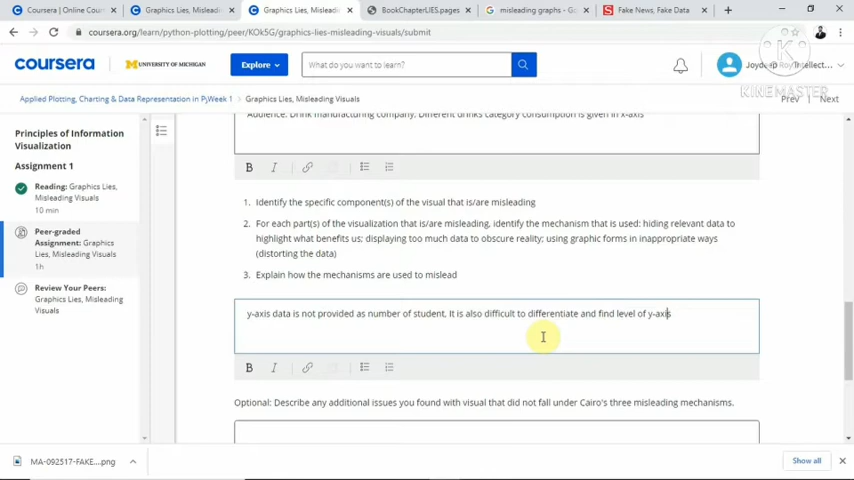 Coursera | Online Cours
Graphics Lies, Misleadin
Graphics Lies, Misleadi
BookChapterLIES.pages
misleading graphs - Go
Fake News, Fake Data
coursera.org/learn/python-plotting/peer/KOk5G/graphics-lies-misleading-visuals/submit
coursera
UNIVERSITY OF MICHIGAN
Explore
What do you want to learn?
KINEMASTER
Applied Plotting, Charting & Data Representation in Py
Week 1
Graphics Lies, Misleading Visuals
Prev
Next
Principles of Information
Visualization
Assignment 1
Reading: Graphics Lies,
Misleading Visuals
10 min
Peer-graded
Assignment: Graphics
Lies, Misleading Visuals
1h
Review Your Peers:
Graphics Lies, Misleading
Visuals
Audience: Drink manufacturing company. Different drinks category consumption is given in x-axis
B I
1. Identify the specific component(s) of the visual that is/are misleading
2. For each part(s) of the visualization that is/are misleading, identify the mechanism that is used: hiding relevant data to
highlight what benefits us; displaying too much data to obscure reality; using graphic forms in inappropriate ways
(distorting the data)
3. Explain how the mechanisms are used to mislead
y-axis data is not provided as number of student. It is also difficult to differentiate and find level of y-axis
B I
Optional: Describe any additional issues you found with visual that did not fall under Cairo's three misleading mechanisms.
MA-092517-FAKE....png
Show all